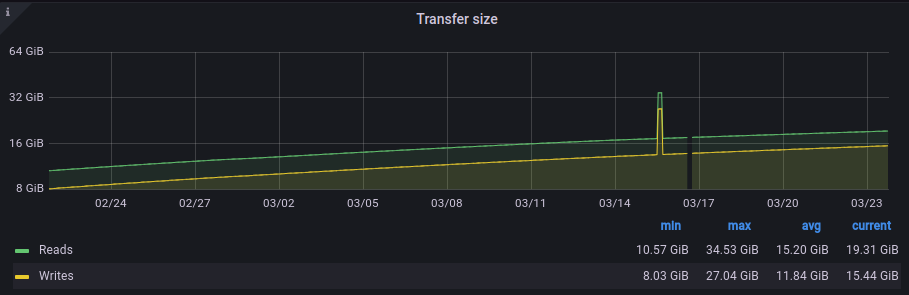 i
Transfer size
64 GiB
32 GiB
16 GiB
8 GiB
02/24 02/27 03/02 03/05 03/08 03/11 03/14 03/17 03/20 03/23
min max avg current
Reads 10.57 GiB 34.53 GiB 15.20 GiB 19.31 GiB
Writes 8.03 GiB 27.04 GiB 11.84 GiB 15.44 GiB